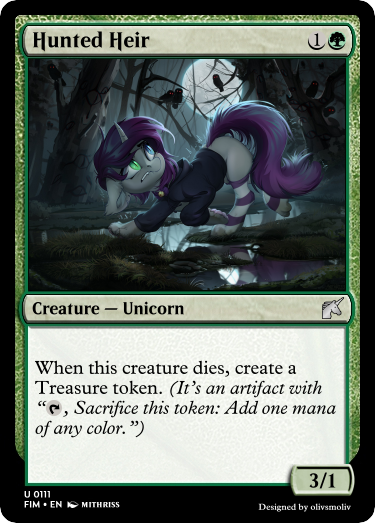 Hunted Heir 1
Creature — Unicorn
When this creature dies, create a
Treasure token. (It's an artifact with
“, Sacrifice this token: Add one mana
of any color.”)
3/1
U 0111
FIM • EN MITHRISS
Designed by olivsmoliv